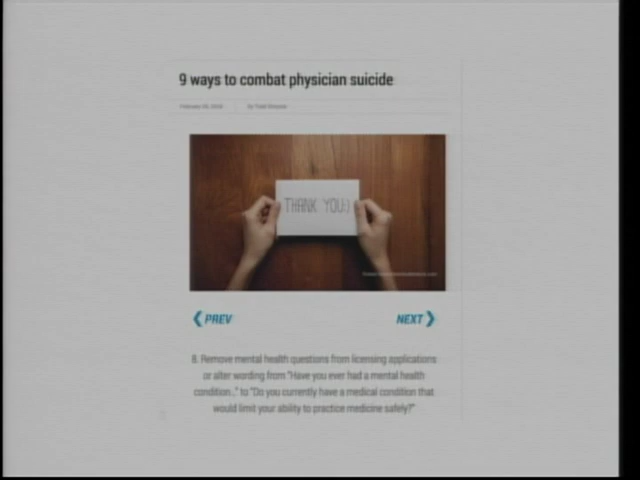 9 ways to combat physician suicide
THANK YOU:)
PREV
NEXT
8. Remove mental health questions from licensing applications
or alter wording from "Have you ever had a mental health
condition..." to "Do you currently have a medical condition that
would limit your ability to practice medicine safely?"